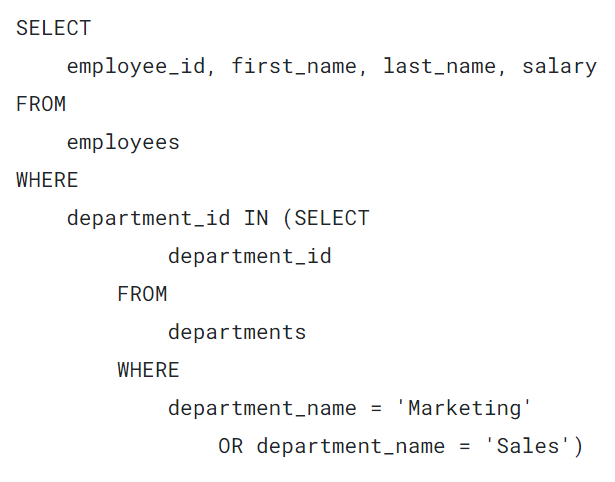 SELECT
    employee_id, first_name, last_name, salary
FROM
    employees
WHERE
    department_id IN (SELECT
            department_id
        FROM
            departments
        WHERE
            department_name = 'Marketing'
                OR department_name = 'Sales')